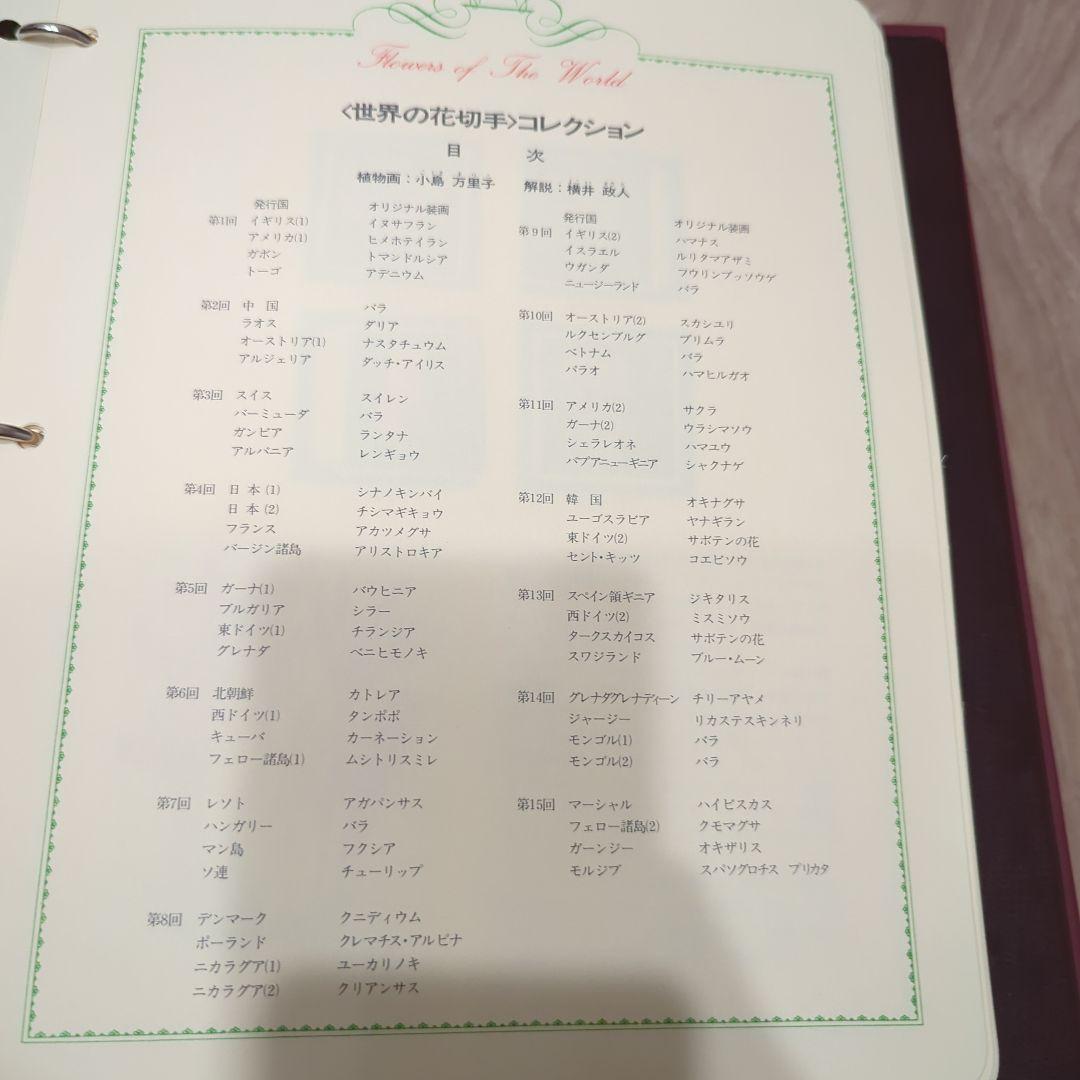 Flowers of The World
〈世界の花切手〉コレクション
目 次
植物画：小島 万里子 解説：横井 政人
発行国 オリジナル装画
第1回 イギリス(1) イヌサフラン
アメリカ(1) ヒメホテイラン
ガボン トマンドルシア
トーゴ アデニウム
第2回 中 国 バラ
ラオス ダリア
オーストリア(1) ナスタチュウム
アルジェリア ダッチ・アイリス
第3回 スイス スイレン
バーミューダ バラ
ガンビア ランタナ
アルバニア レンギョウ
第4回 日 本 (1) シナノキンバイ
日 本 (2) チシマギキョウ
フランス アカツメグサ
バージン諸島 アリストロキア
第5回 ガーナ(1) バウヒニア
ブルガリア シラー
東ドイツ(1) チランジア
グレナダ ベニヒモノキ
第6回 北朝鮮 カトレア
西ドイツ(1) タンポポ
キューバ カーネーション
フェロー諸島(1) ムシトリスミレ
第7回 レソト アガパンサス
ハンガリー バラ
マン島 フクシア
ソ連 チューリップ
第8回 デンマーク クニディウム
ポーランド クレマチス・アルピナ
ニカラグア(1) ユーカリノキ
ニカラグア(2) クリアンサス
発行国 オリジナル装画
第9回 イギリス(2) ハマナス
イスラエル ルリタマアザミ
ウガンダ フウリンブッソウゲ
ニュージーランド バラ
第10回 オーストリア(2) スカシユリ
ルクセンブルグ プリムラ
ベトナム バラ
パラオ ハマヒルガオ
第11回 アメリカ(2) サクラ
ガーナ(2) ウラシマソウ
シェラレオネ ハマユウ
パプアニューギニア シャクナゲ
第12回 韓 国 オキナグサ
ユーゴスラビア ヤナギラン
東ドイツ(2) サボテンの花
セント・キッツ コエビソウ
第13回 スペイン領ギニア ジキタリス
西ドイツ(2) ミスミソウ
タークスカイコス サボテンの花
スワジランド ブルー・ムーン
第14回 グレナダグレナディーン チリーアヤメ
ジャージー リカステスキンネリ
モンゴル(1) バラ
モンゴル(2) バラ
第15回 マーシャル ハイビスカス
フェロー諸島(2) クモマグサ
ガーンジー オキザリス
モルジブ スパソグロチス プリカタ